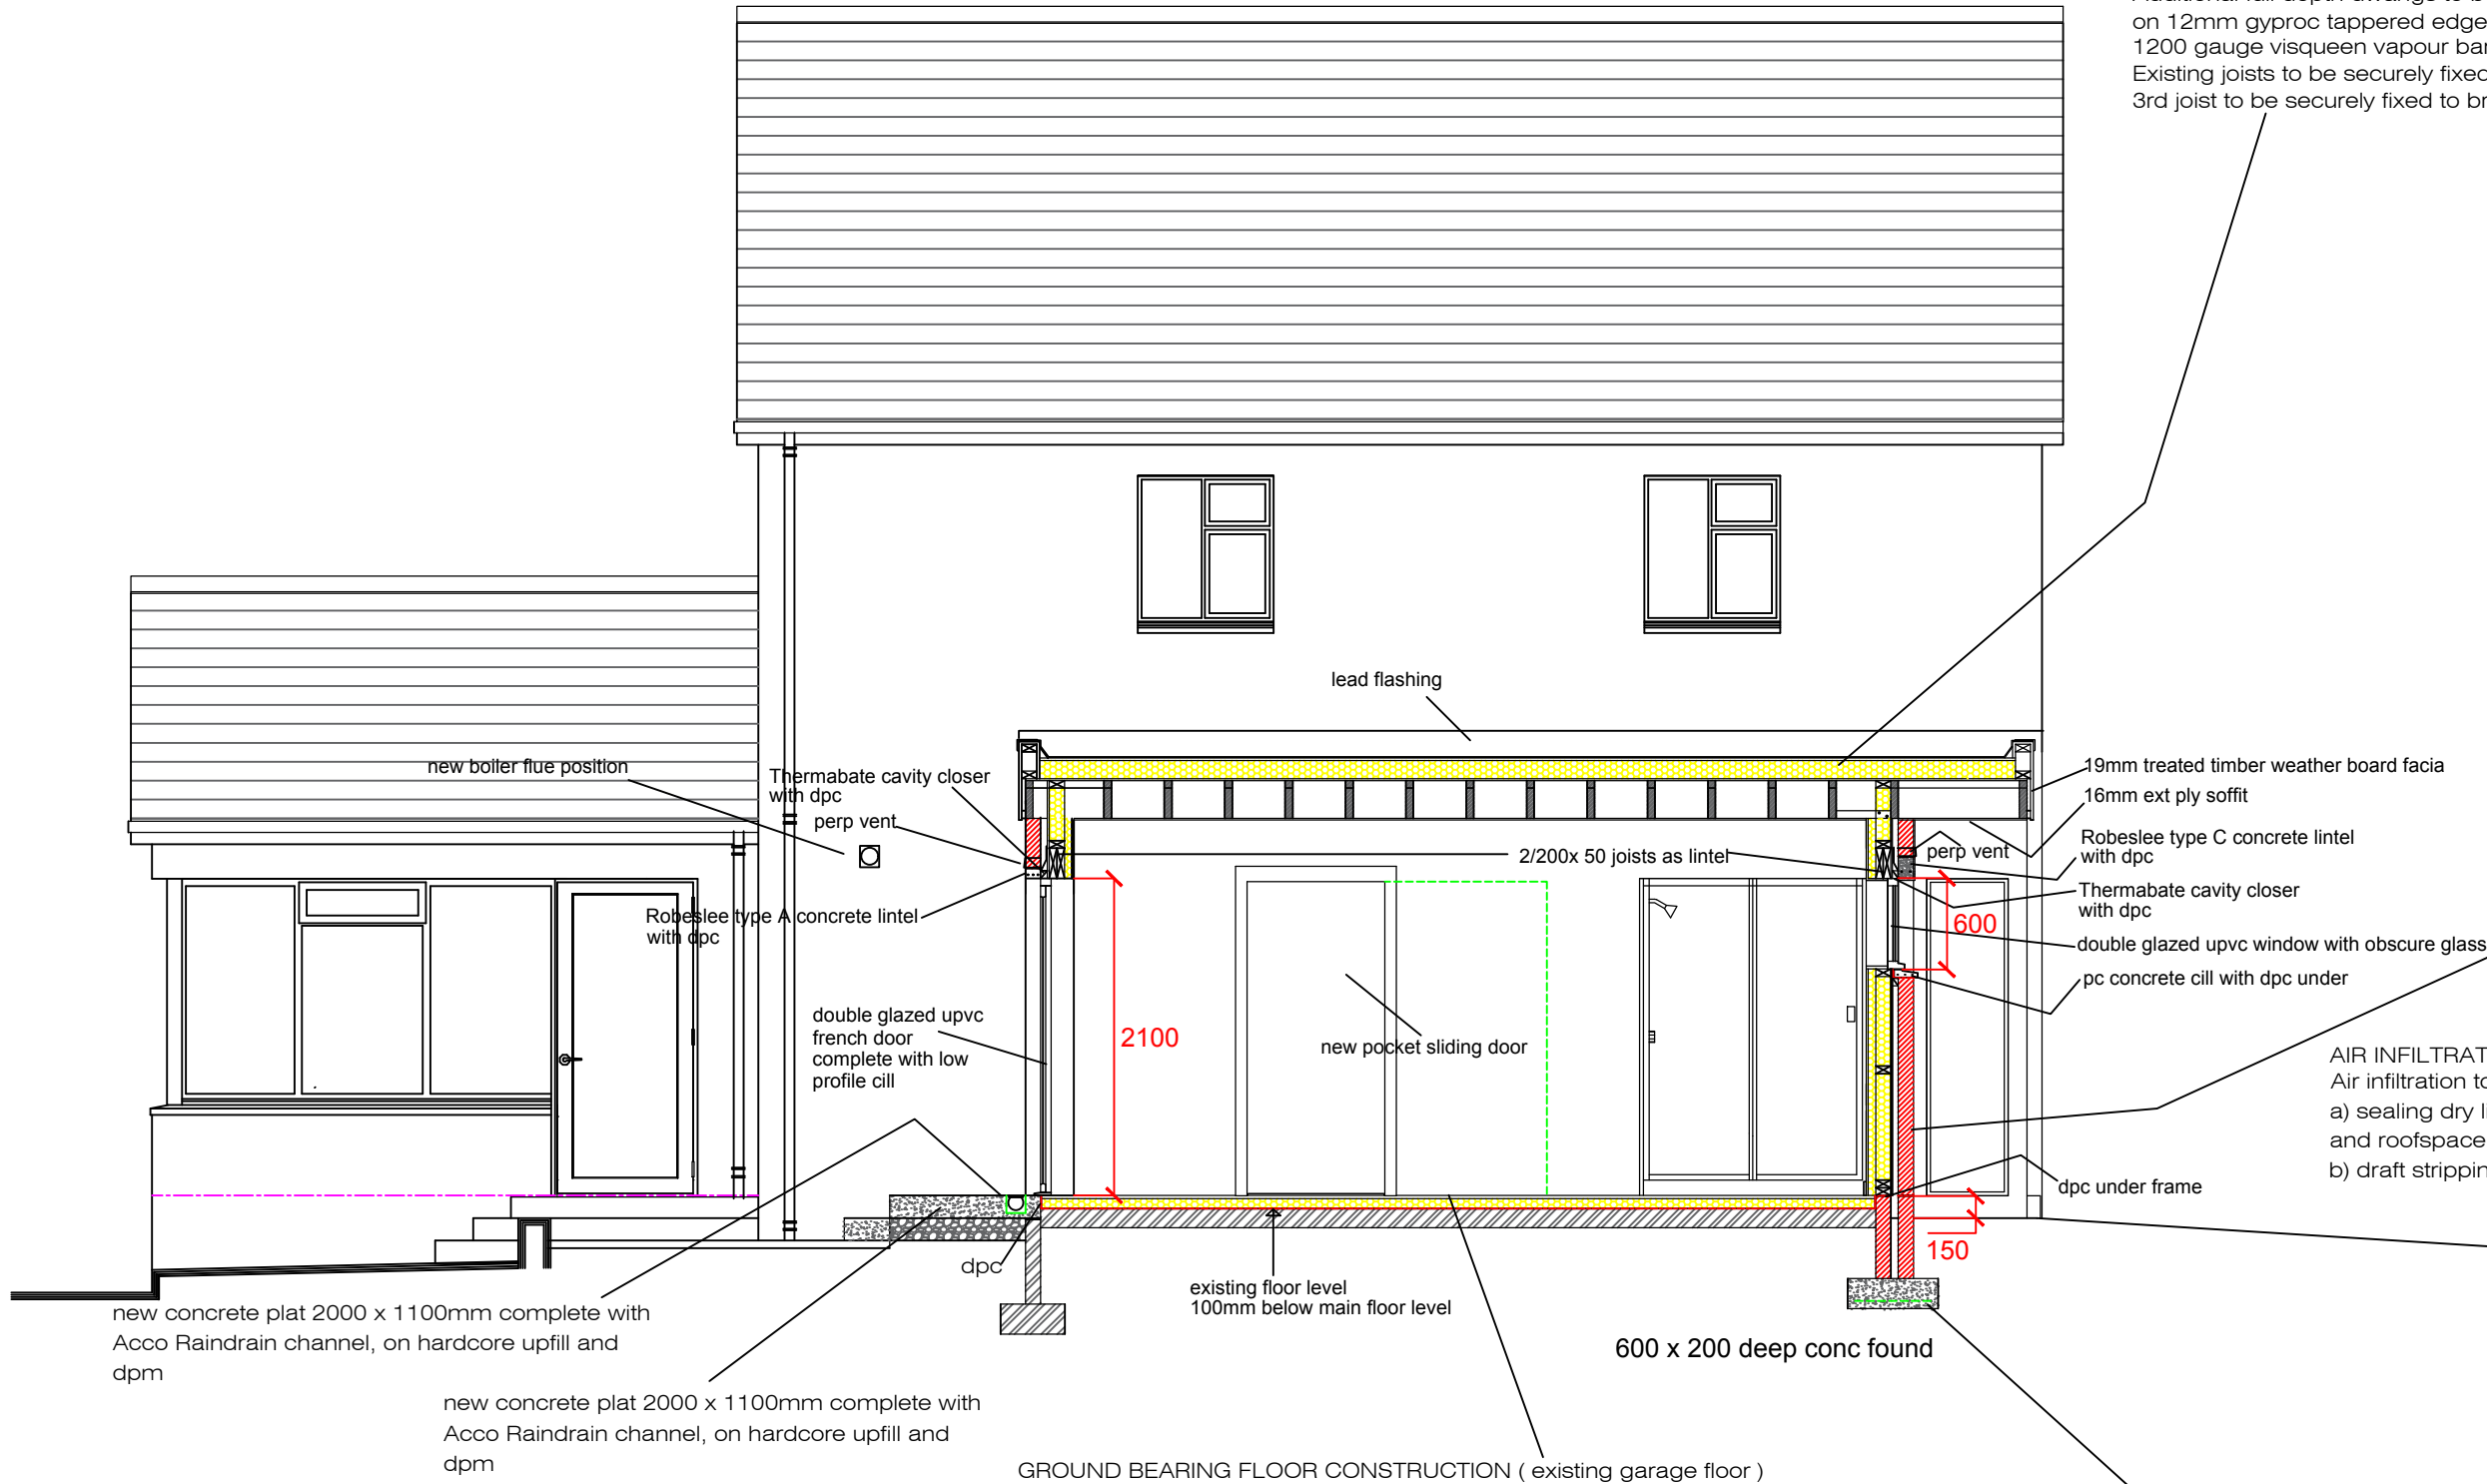 on 12mm gyproc tappered edge
1200 gauge visqueen vapour bar
Existing joists to be securely fixed
3rd joist to be securely fixed to br
lead flashing
new boiler flue position
Thermabate cavity closer
with dpc
perp vent
2/200x 50 joists as lintel
Robeslee type A concrete lintel
with dpc
19mm treated timber weather board facia
16mm ext ply soffit
Robeslee type C concrete lintel
with dpc
perp vent
Thermabate cavity closer
with dpc
600
double glazed upvc window with obscure glass
pc concrete cill with dpc under
double glazed upvc
french door
complete with low
profile cill
2100
new pocket sliding door
AIR INFILTRAT
Air infiltration to
a) sealing dry li
and roofspace
b) draft strippin
dpc under frame
150
dpc
existing floor level
100mm below main floor level
new concrete plat 2000 x 1100mm complete with
Acco Raindrain channel, on hardcore upfill and
dpm
600 x 200 deep conc found
new concrete plat 2000 x 1100mm complete with
Acco Raindrain channel, on hardcore upfill and
dpm
GROUND BEARING FLOOR CONSTRUCTION ( existing garage floor )